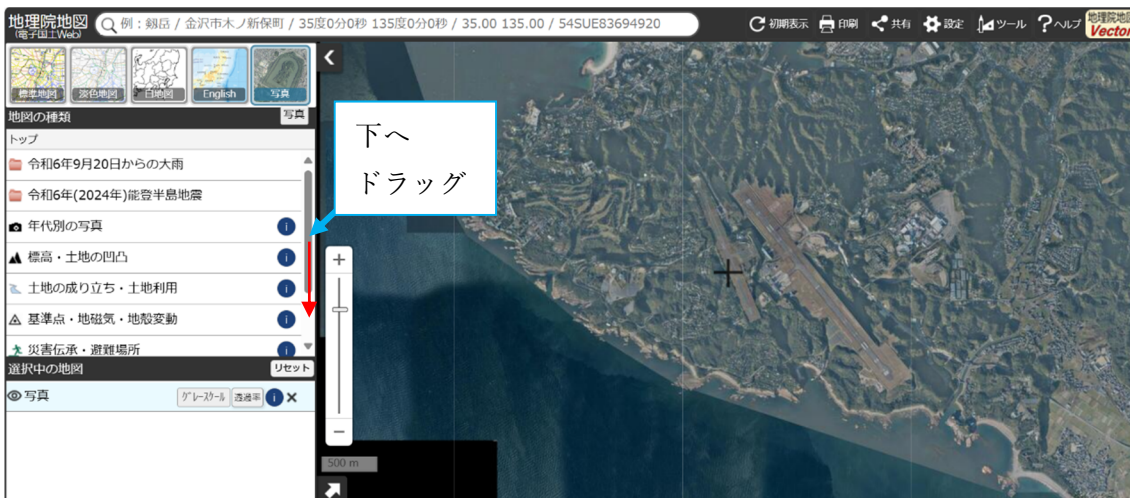 地理院地図
(電子国土Web)
例：剱岳 / 金沢市木ノ新保町 / 35度0分0秒 135度0分0秒 / 35.00 135.00 / 54SUE83694920
初期表示
印刷
共有
設定
ツール
ヘルプ
地理院地図
Vector
標準地図
淡色地図
白地図
English
写真
地図の種類
写真
トップ
令和6年9月20日からの大雨
令和6年(2024年)能登半島地震
年代別の写真
標高・土地の凹凸
土地の成り立ち・土地利用
基準点・地磁気・地殻変動
災害伝承・避難場所
選択中の地図
リセット
写真
グレースケール
透過率
下へ
ドラッグ
500 m